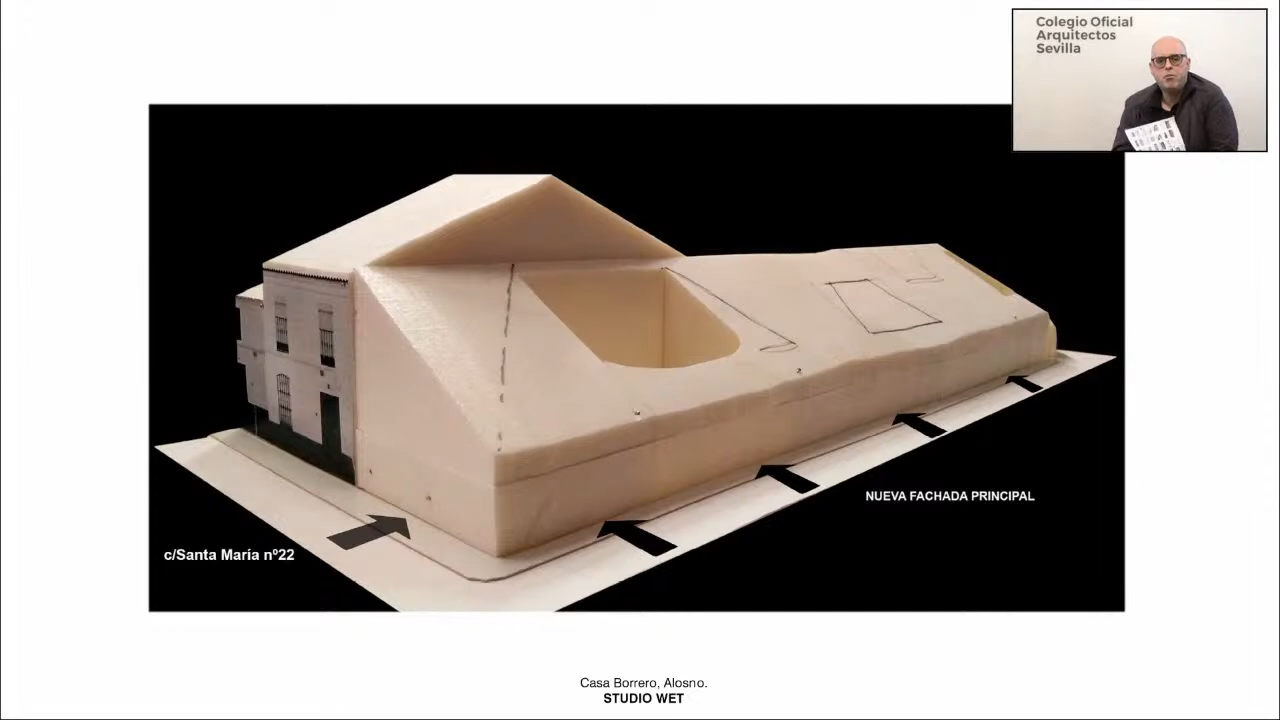 Colegio Oficial
Arquitectos
Sevilla
NUEVA FACHADA PRINCIPAL
c/Santa María nº22
Casa Borrero, Alosno.
STUDIO WET